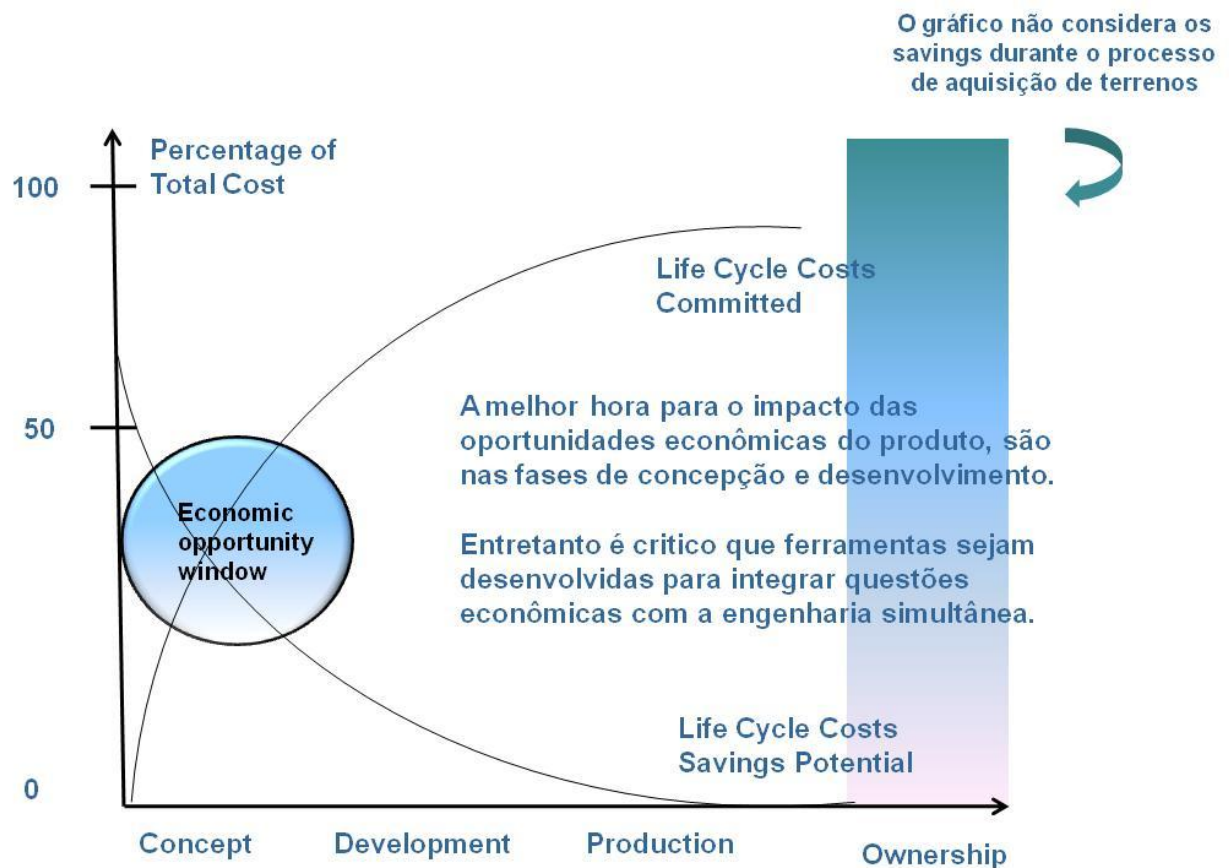 O gráfico não considera os
savings durante o processo
de aquisição de terrenos
Percentage of
Total Cost
100
Life Cycle Costs
Committed
A melhor hora para o impacto das
oportunidades econômicas do produto, são
nas fases de concepção e desenvolvimento.
50
Economic
opportunity
window
Entretanto é critico que ferramentas sejam
desenvolvidas para integrar questões
econômicas com a engenharia simultânea.
Life Cycle Costs
Savings Potential
0
Concept
Development
Production
Ownership